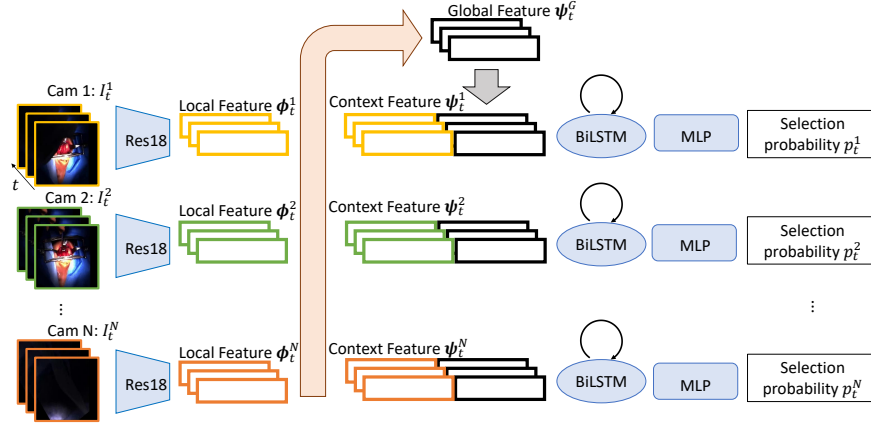 Global Feature ψ_t^G
Cam 1: I_t^1
Local Feature ϕ_t^1
Context Feature ψ_t^1
Res18
BiLSTM
MLP
Selection
probability p_t^1
t
Cam 2: I_t^2
Local Feature ϕ_t^2
Context Feature ψ_t^2
Res18
BiLSTM
MLP
Selection
probability p_t^2
...
...
Cam N: I_t^N
Local Feature ϕ_t^N
Context Feature ψ_t^N
Res18
BiLSTM
MLP
Selection
probability p_t^N